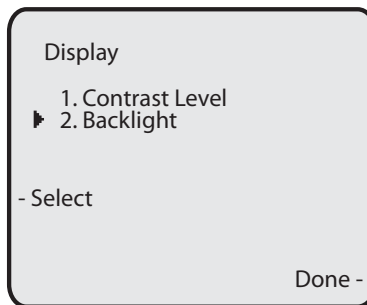 Display
1. Contrast Level
2. Backlight
- Select
Done -